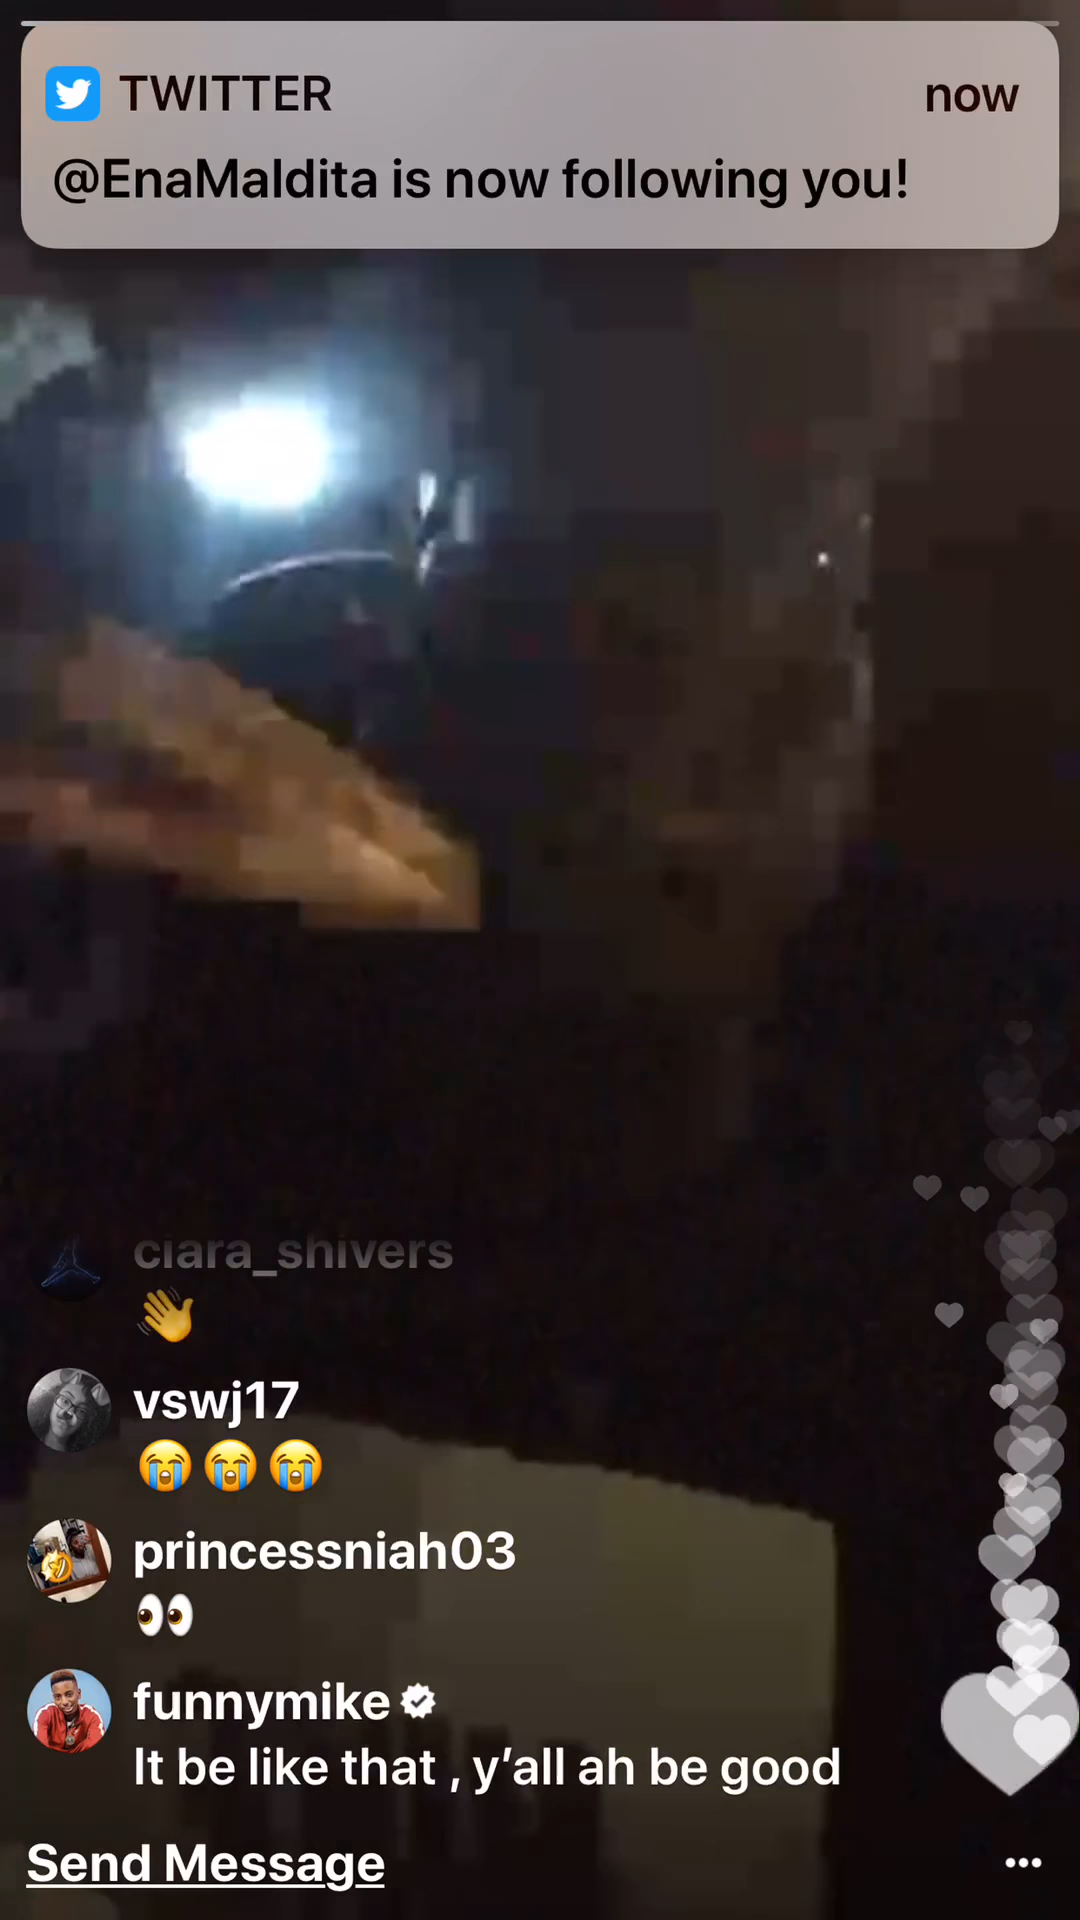 TWITTER
now
@EnaMaldita is now following you!
ciara_shivers
👋
vswj17
😭😭😭
princessniah03
👀
funnymike
It be like that , y’all ah be good
Send Message